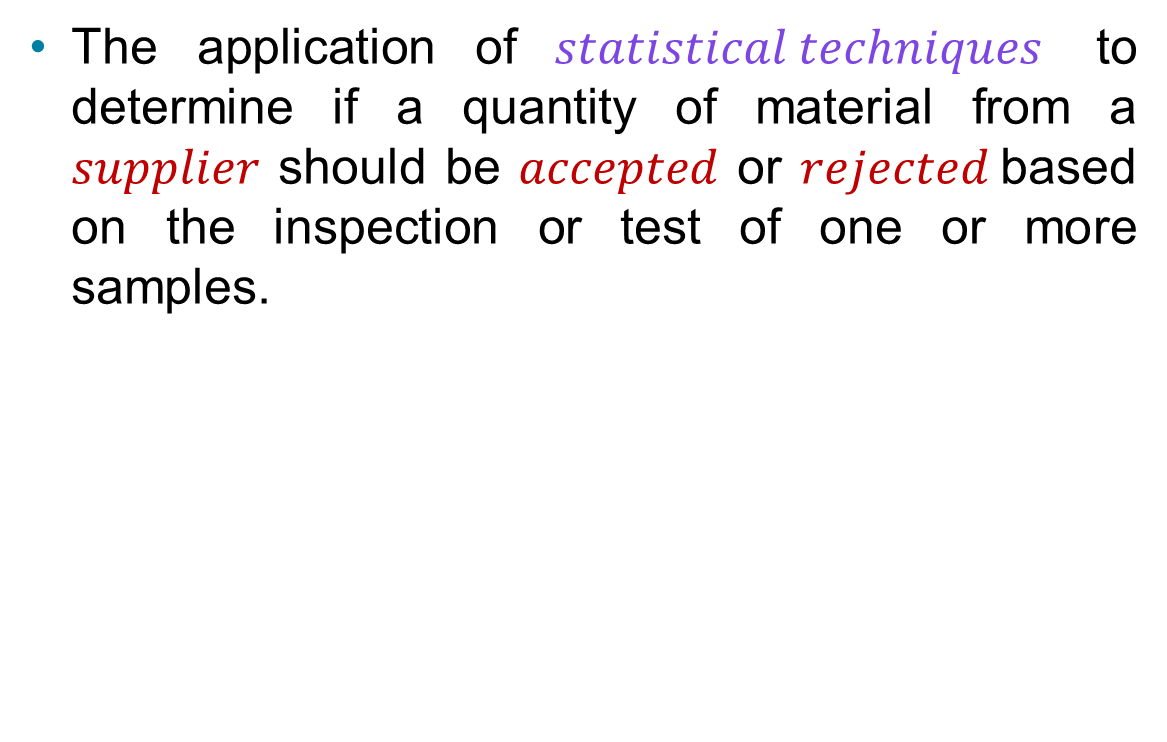 • The application of statistical techniques to
determine if a quantity of material from a
supplier should be accepted or rejected based
on the inspection or test of one or more
samples.